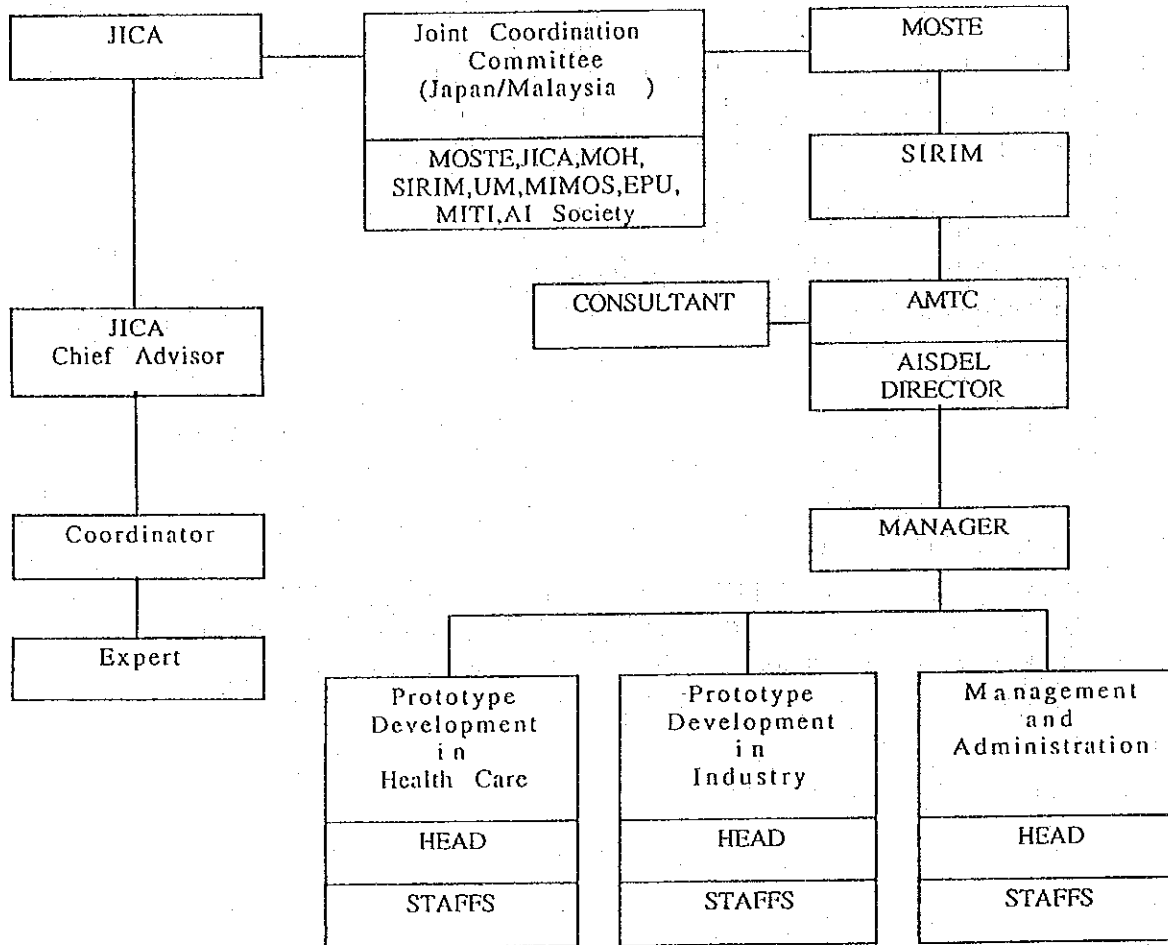 JICA
Joint Coordination
Committee
(Japan/Malaysia )
MOSTE,JICA,MOH,
SIRIM,UM,MIMOS,EPU,
MITI,AI Society
MOSTE
SIRIM
CONSULTANT
AMTC
AISDEL
DIRECTOR
JICA
Chief Advisor
Coordinator
MANAGER
Expert
Prototype
Development
in
Health Care
HEAD
STAFFS
Prototype
Development
in
Industry
HEAD
STAFFS
Management
and
Administration
HEAD
STAFFS